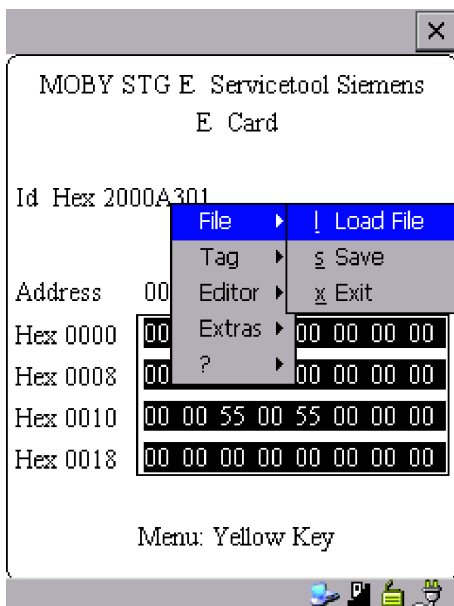 MOBY STG E Servicetool Siemens
E Card
Id Hex 2000A301
File
l Load File
Tag
s Save
Address 00
Editor
x Exit
Extras
?
Hex 0000 00 00 00 00 00
Hex 0008 00 00 00 00 00
Hex 0010 00 00 55 00 55 00 00 00
Hex 0018 00 00 00 00 00 00 00 00
Menu: Yellow Key